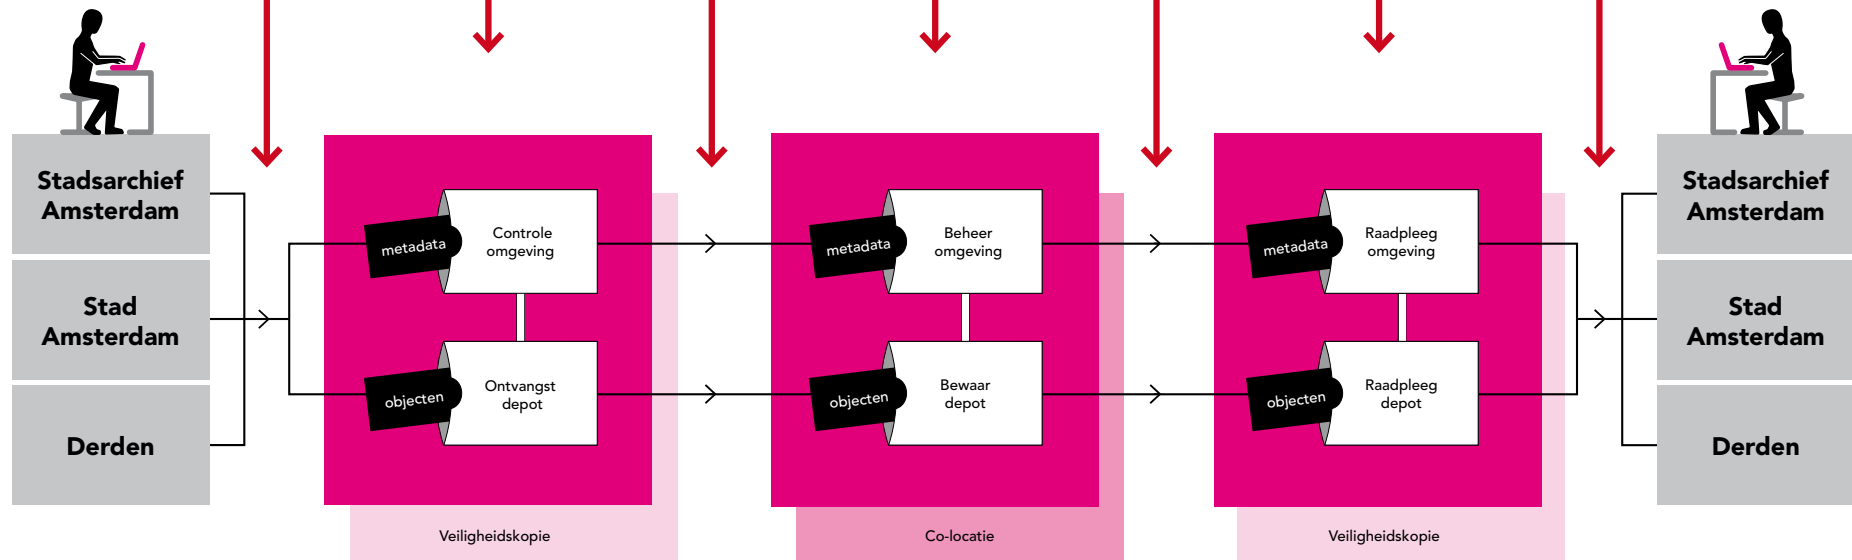 Stadsarchief
Amsterdam
Stad
Amsterdam
Derden
metadata
Controle
omgeving
objecten
Ontvangst
depot
Veiligheidskopie
metadata
Beheer
omgeving
objecten
Bewaar
depot
Co-locatie
metadata
Raadpleeg
omgeving
objecten
Raadpleeg
depot
Veiligheidskopie
Stadsarchief
Amsterdam
Stad
Amsterdam
Derden